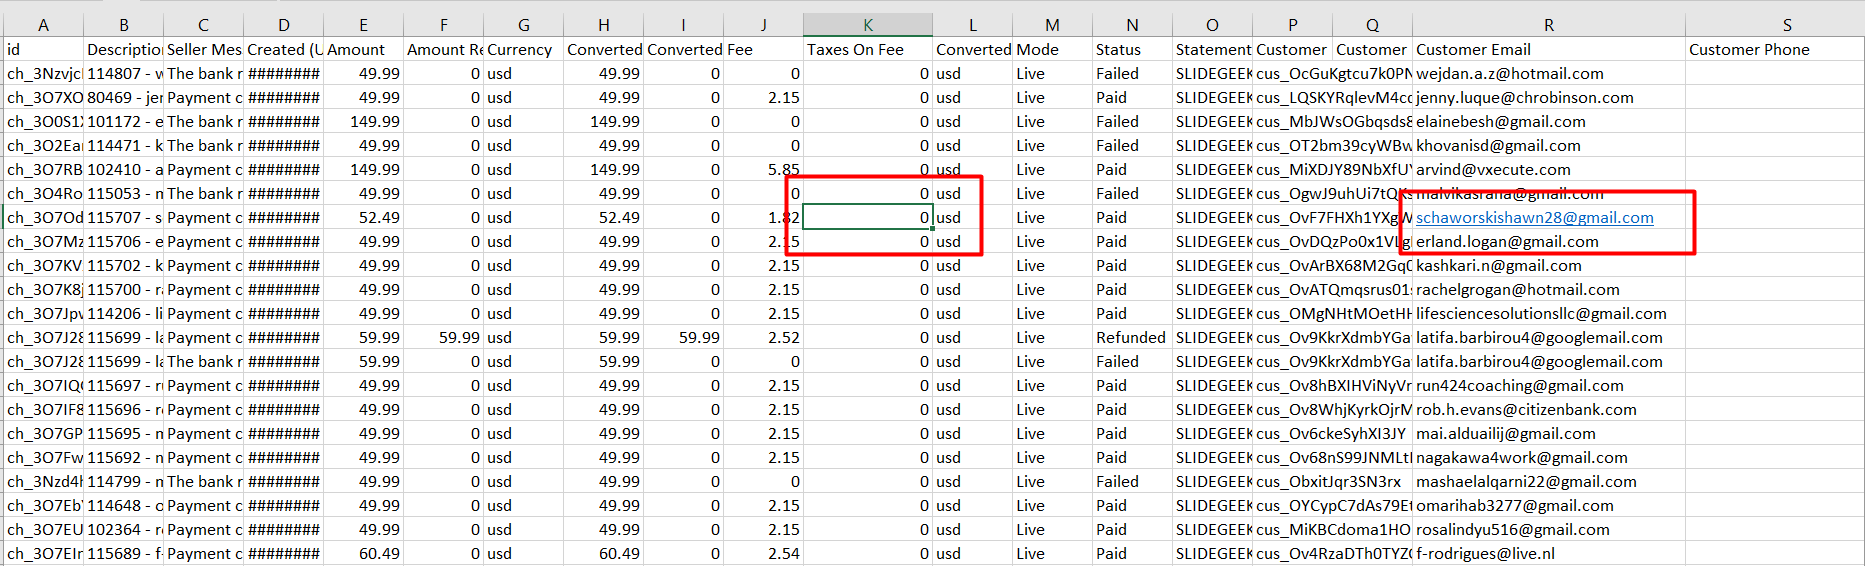 A B C D E F G H I J K L M N O P Q R S
id Description Seller Mes Created (U Amount Amount Re Currency Converted Converted Fee Taxes On Fee Converted Mode Status Statement Customer Customer Customer Email Customer Phone
ch_3Nzvjc 114807 - w The bank r ######## 49.99 0 usd 49.99 0 0 0 usd Live Failed SLIDEGEEK cus_OcGuKgtcu7k0PN wejdan.a.z@hotmail.com
ch_3O7XO 80469 - jer Payment c ######## 49.99 0 usd 49.99 0 2.15 0 usd Live Paid SLIDEGEEK cus_LQSKYRqlevM4cc jenny.luque@chrobinson.com
ch_3O0S1X 101172 - e The bank r ######## 149.99 0 usd 149.99 0 0 0 usd Live Failed SLIDEGEEK cus_MbJWsOGbqsds8 elainebesh@gmail.com
ch_3O2Ear 114471 - k The bank r ######## 49.99 0 usd 49.99 0 0 0 usd Live Failed SLIDEGEEK cus_OT2bm39cyWBw khovanisd@gmail.com
ch_3O7RB 102410 - a Payment c ######## 149.99 0 usd 149.99 0 5.85 0 usd Live Paid SLIDEGEEK cus_MiXDJY89NbXfUY arvind@vxecute.com
ch_3O4Ro 115053 - m The bank r ######## 49.99 0 usd 49.99 0 0 0 usd Live Failed SLIDEGEEK cus_OgwJ9uhUi7tQKs malvikasrana@gmail.com
ch_3O7Od 115707 - s Payment c ######## 52.49 0 usd 52.49 0 1.82 0 usd Live Paid SLIDEGEEK cus_OvF7FHXh1YXgW schaworskishawn28@gmail.com
ch_3O7Mz 115706 - e Payment c ######## 49.99 0 usd 49.99 0 2.15 0 usd Live Paid SLIDEGEEK cus_OvDQzPo0x1VLg erland.logan@gmail.com
ch_3O7KV 115702 - k Payment c ######## 49.99 0 usd 49.99 0 2.15 0 usd Live Paid SLIDEGEEK cus_OvArBX68M2Gq0 kashkari.n@gmail.com
ch_3O7K8j 115700 - ra Payment c ######## 49.99 0 usd 49.99 0 2.15 0 usd Live Paid SLIDEGEEK cus_OvATQmqsrus01s rachelgrogan@hotmail.com
ch_3O7Jpv 114206 - li Payment c ######## 49.99 0 usd 49.99 0 2.15 0 usd Live Paid SLIDEGEEK cus_OMgNHtMOetHH lifesciencesolutionsllc@gmail.com
ch_3O7J28 115699 - la Payment c ######## 59.99 59.99 usd 59.99 59.99 2.52 0 usd Live Refunded SLIDEGEEK cus_Ov9KkrXdmbYGa latifa.barbirou4@googlemail.com
ch_3O7J28 115699 - la The bank r ######## 59.99 0 usd 59.99 0 0 0 usd Live Failed SLIDEGEEK cus_Ov9KkrXdmbYGa latifa.barbirou4@googlemail.com
ch_3O7IQ 115697 - ru Payment c ######## 49.99 0 usd 49.99 0 2.15 0 usd Live Paid SLIDEGEEK cus_Ov8hBXIHViNyVr run424coaching@gmail.com
ch_3O7IF8 115696 - ro Payment c ######## 49.99 0 usd 49.99 0 2.15 0 usd Live Paid SLIDEGEEK cus_Ov8WhjKyrkOjrM rob.h.evans@citizenbank.com
ch_3O7GP 115695 - m Payment c ######## 49.99 0 usd 49.99 0 2.15 0 usd Live Paid SLIDEGEEK cus_Ov6ckeSyhXI3JY mai.alduailij@gmail.com
ch_3O7Fw 115692 - n Payment c ######## 49.99 0 usd 49.99 0 2.15 0 usd Live Paid SLIDEGEEK cus_Ov68nS99JNMLt nagakawa4work@gmail.com
ch_3Nzd4h 114799 - m The bank r ######## 49.99 0 usd 49.99 0 0 0 usd Live Failed SLIDEGEEK cus_ObxitJqr3SN3rx mashaelalqarni22@gmail.com
ch_3O7EbY 114648 - o Payment c ######## 49.99 0 usd 49.99 0 2.15 0 usd Live Paid SLIDEGEEK cus_OYCypC7dAs79Et omarihab3277@gmail.com
ch_3O7EU 102364 - ro Payment c ######## 49.99 0 usd 49.99 0 2.15 0 usd Live Paid SLIDEGEEK cus_MiKBCdoma1HO rosalindyu516@gmail.com
ch_3O7EIr 115689 - f- Payment c ######## 60.49 0 usd 60.49 0 2.54 0 usd Live Paid SLIDEGEEK cus_Ov4RzaDTh0TYZ f-rodrigues@live.nl